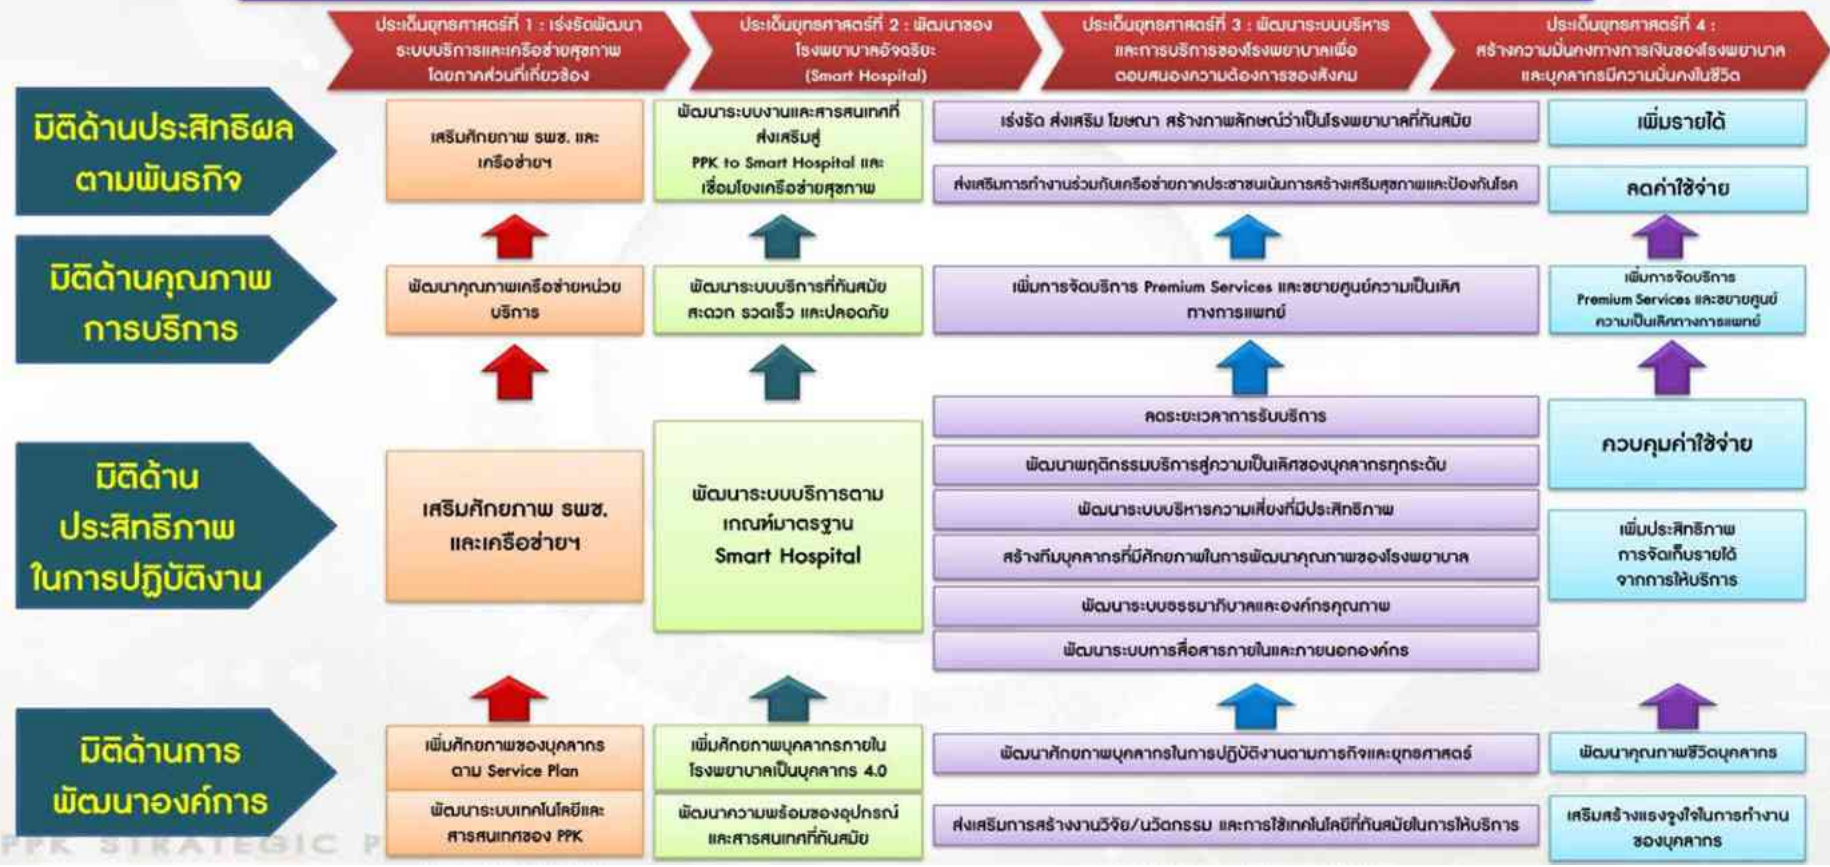 ประเด็นยุทธศาสตร์ที่ 1 : เร่งรัดพัฒนา
ระบบบริการและเครือข่ายสุขภาพ
โดยภาคส่วนที่เกี่ยวข้อง
ประเด็นยุทธศาสตร์ที่ 2 : พัฒนาของ
โรงพยาบาลอัจฉริยะ
(Smart Hospital)
ประเด็นยุทธศาสตร์ที่ 3 : พัฒนาระบบบริหาร
และการบริการของโรงพยาบาลเพื่อ
ตอบสนองความต้องการของสังคม
ประเด็นยุทธศาสตร์ที่ 4 :
สร้างความมั่นคงทางการเงินของโรงพยาบาล
และบุคลากรมีความมั่นคงในชีวิต
มิติด้านประสิทธิผล
ตามพันธกิจ
เสริมศักยภาพ รพช. และ
เครือข่ายฯ
พัฒนาระบบงานและสารสนเทศที่
ส่งเสริมสู่
PPK to Smart Hospital และ
เชื่อมโยงเครือข่ายสุขภาพ
เร่งรัด ส่งเสริม โฆษณา สร้างภาพลักษณ์ว่าเป็นโรงพยาบาลที่ทันสมัย
ส่งเสริมการทำงานร่วมกับเครือข่ายภาคประชาชนเน้นการสร้างเสริมสุขภาพและป้องกันโรค
เพิ่มรายได้
ลดค่าใช้จ่าย
มิติด้านคุณภาพ
การบริการ
พัฒนาคุณภาพเครือข่ายหน่วย
บริการ
พัฒนาระบบบริการที่ทันสมัย
สะดวก รวดเร็ว และปลอดภัย
เพิ่มการจัดบริการ Premium Services และขยายศูนย์ความเป็นเลิศ
ทางการแพทย์
เพิ่มการจัดบริการ
Premium Services และขยายศูนย์
ความเป็นเลิศทางการแพทย์
มิติด้าน
ประสิทธิภาพ
ในการปฏิบัติงาน
เสริมศักยภาพ รพช.
และเครือข่ายฯ
พัฒนาระบบบริการตาม
เกณฑ์มาตรฐาน
Smart Hospital
ลดระยะเวลาการรับบริการ
พัฒนาพฤติกรรมบริการสู่ความเป็นเลิศของบุคลากรทุกระดับ
พัฒนาระบบบริหารความเสี่ยงที่มีประสิทธิภาพ
สร้างทีมบุคลากรที่มีศักยภาพในการพัฒนาคุณภาพของโรงพยาบาล
พัฒนาระบบธรรมาภิบาลและองค์กรคุณภาพ
พัฒนาระบบการสื่อสารภายในและภายนอกองค์กร
ควบคุมค่าใช้จ่าย
เพิ่มประสิทธิภาพ
การจัดเก็บรายได้
จากการให้บริการ
มิติด้านการ
พัฒนาองค์การ
เพิ่มศักยภาพของบุคลากร
ตาม Service Plan
พัฒนาระบบเทคโนโลยีและ
สารสนเทศของ PPK
เพิ่มศักยภาพบุคลากรภายใน
โรงพยาบาลเป็นบุคลากร 4.0
พัฒนาความพร้อมของอุปกรณ์
และสารสนเทศที่ทันสมัย
พัฒนาศักยภาพบุคลากรในการปฏิบัติงานตามภารกิจและยุทธศาสตร์
ส่งเสริมการสร้างงานวิจัย/นวัตกรรม และการใช้เทคโนโลยีที่ทันสมัยในการให้บริการ
พัฒนาคุณภาพชีวิตบุคลากร
เสริมสร้างแรงจูงใจในการทำงาน
ของบุคลากร
PPK STRATEGIC P